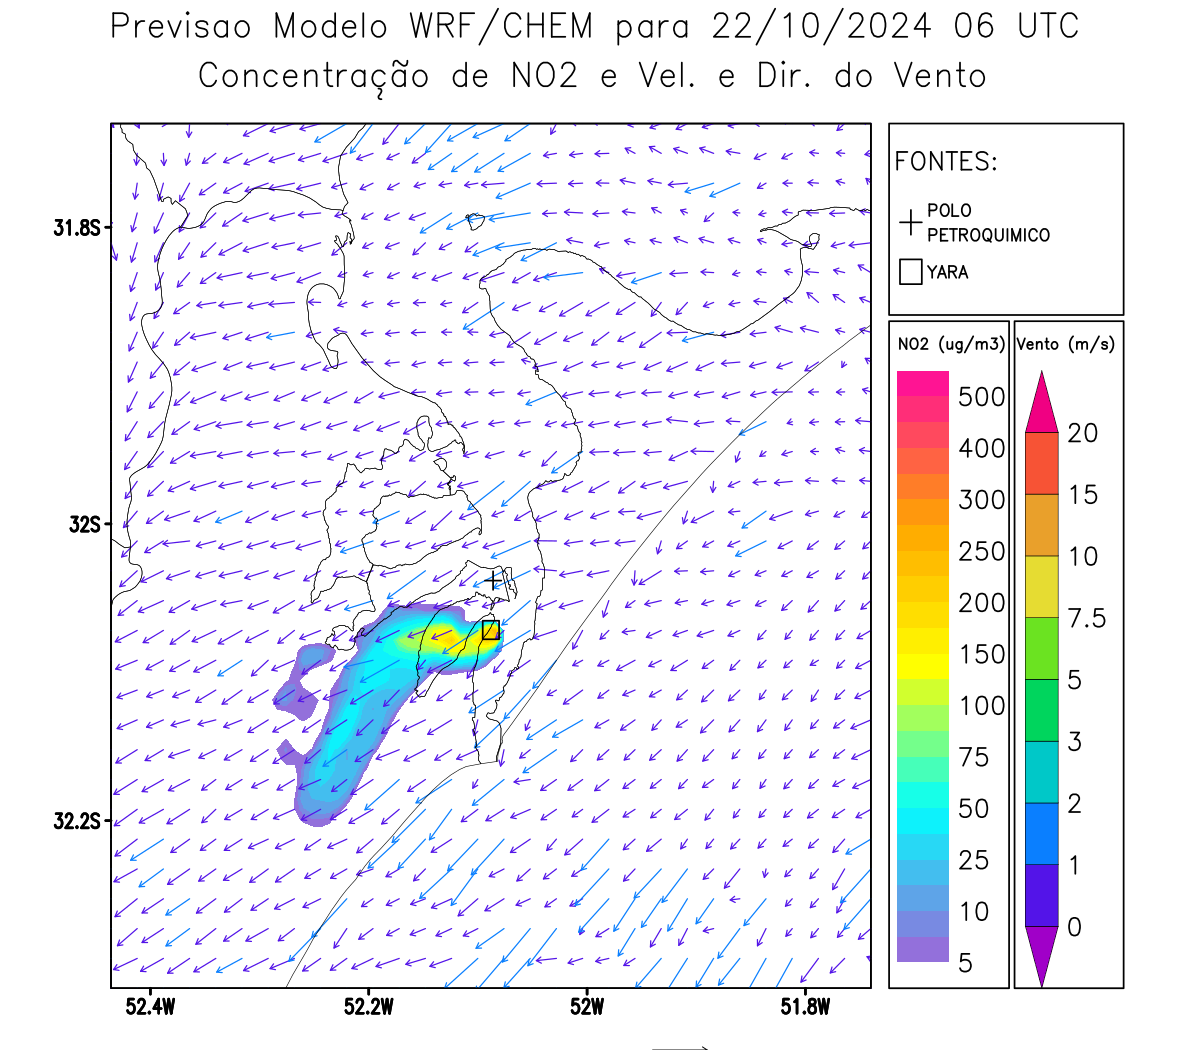 Previsao Modelo WRF/CHEM para 22/10/2024 06 UTC
Concentração de NO2 e Vel. e Dir. do Vento
FONTES:
POLO
PETROQUIMICO
YARA
NO2 (ug/m3)
500
400
300
250
200
150
100
75
50
25
10
5
Vento (m/s)
20
15
10
7.5
5
3
2
1
0
31.8S
32S
32.2S
52.4W
52.2W
52W
51.8W